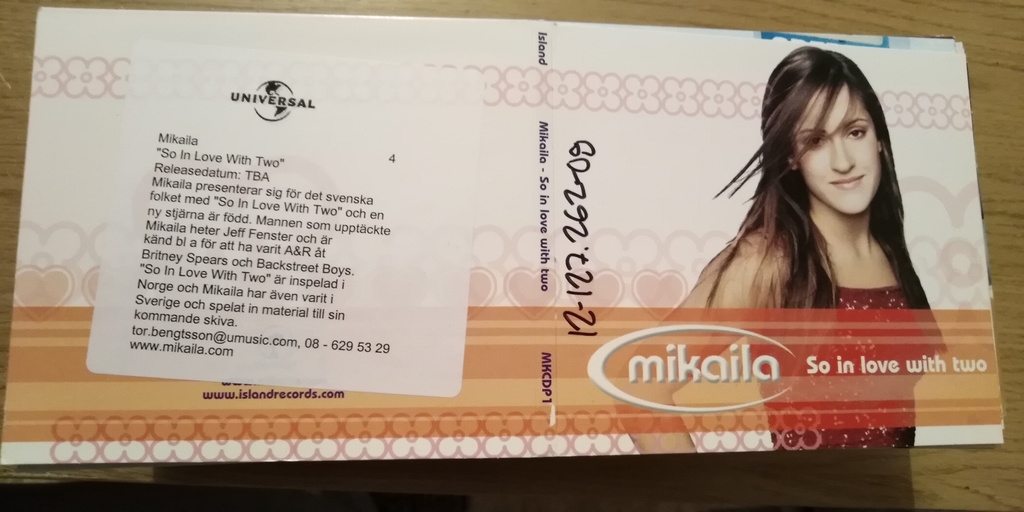 UNIVERSAL
Mikaila
"So In Love With Two" 4
Releasedatum: TBA
Mikaila presenterar sig för det svenska
folket med "So In Love With Two" och en
ny stjärna är född. Mannen som upptäckte
Mikaila heter Jeff Fenster och är
känd bl a för att ha varit A&R åt
Britney Spears och Backstreet Boys.
"So In Love With Two" är inspelad i
Norge och Mikaila har även varit i
Sverige och spelat in material till sin
kommande skiva.
tor.bengtsson@umusic.com, 08 - 629 53 29
www.mikaila.com
www.islandrecords.com
Island Mikaila - So in love with two MKCDP1
mikaila So in love with two